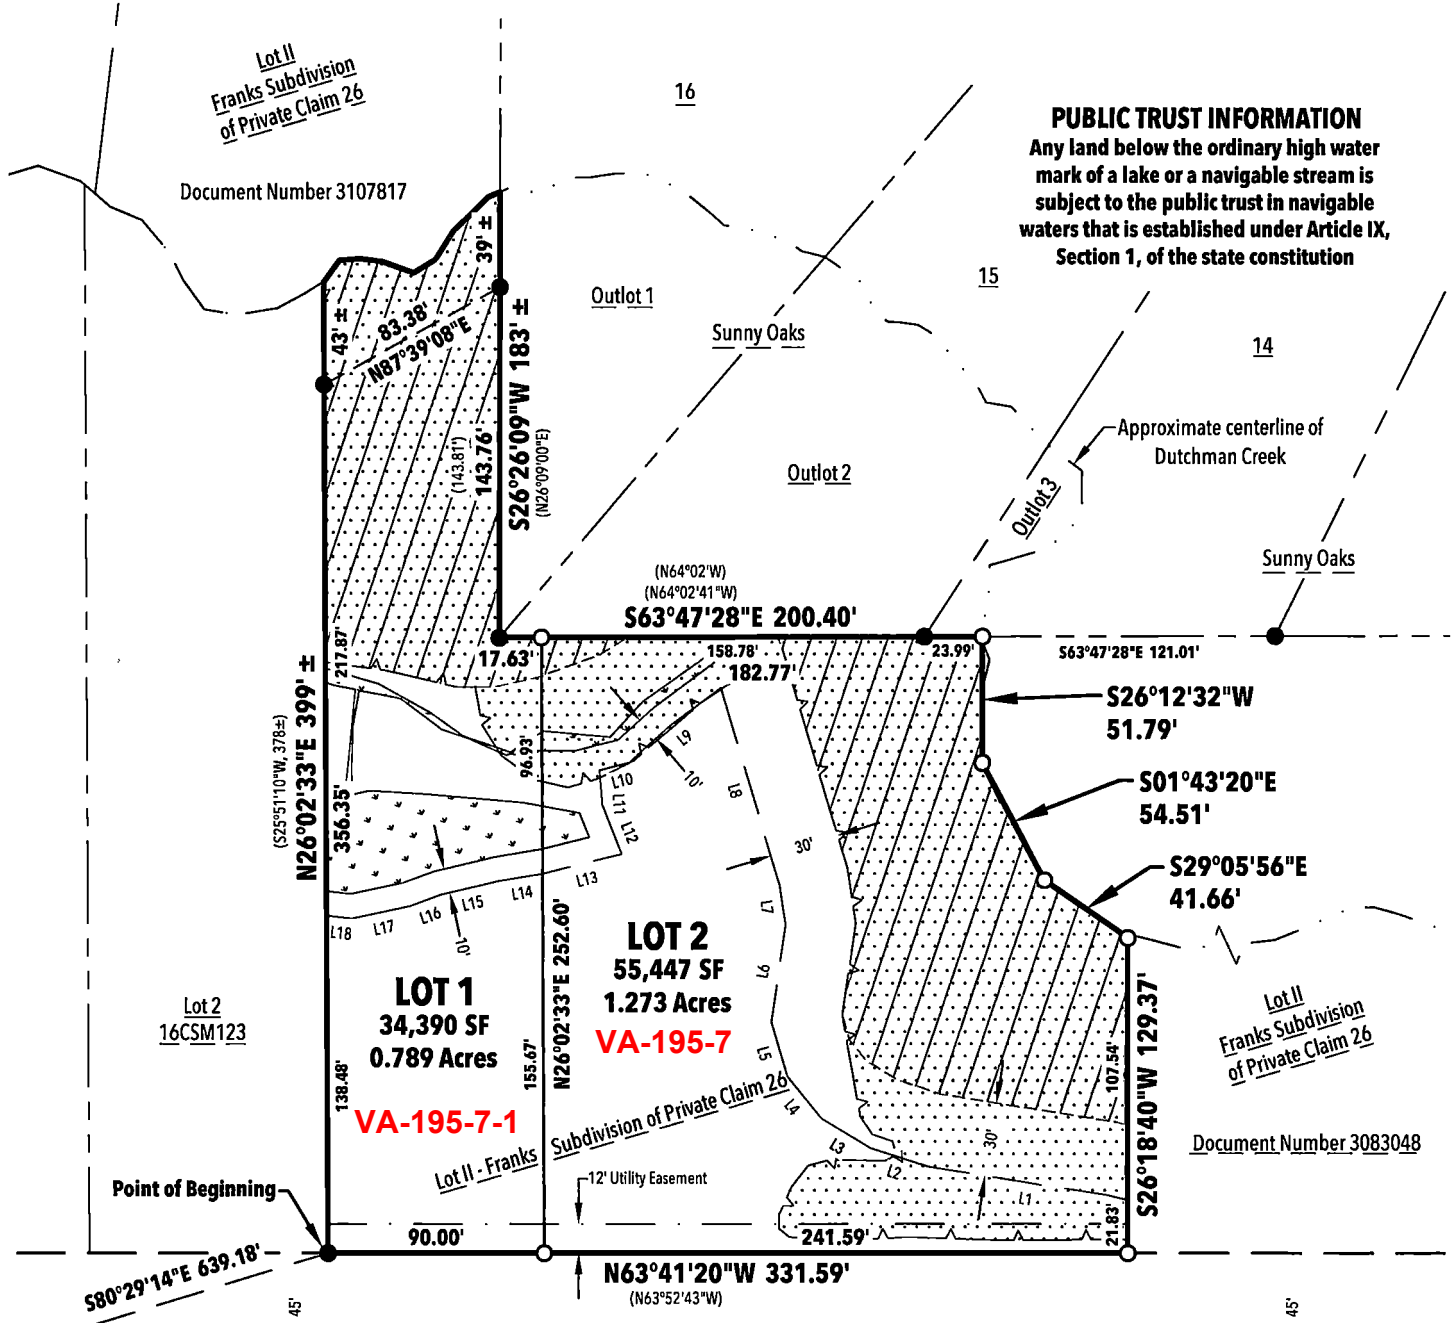 Lot II
Franks Subdivision
of Private Claim 26
Document Number 3107817
16
PUBLIC TRUST INFORMATION
Any land below the ordinary high water
mark of a lake or a navigable stream is
subject to the public trust in navigable
waters that is established under Article IX,
Section 1, of the state constitution
39' ±
43' ±
83.38'
N87°39'08"E
S26°26'09"W 183' ±
(N26°09'00"E)
143.76'
(143.81')
Outlot 1
Sunny Oaks
15
14
Approximate centerline of
Dutchman Creek
Outlot 2
Outlot 3
Sunny Oaks
(N64°02'W)
(N64°02'41"W)
S63°47'28"E 200.40'
17.63'
158.78'
182.77'
23.99'
S63°47'28"E 121.01'
217.87'
N26°02'33"E 399' ±
(S25°51'10"W, 378±)
356.35'
96.93'
S26°12'32"W
51.79'
S01°43'20"E
54.51'
S29°05'56"E
41.66'
L9
10'
L10
L11
L12
L8
30'
L13
L14
L15
L16
L17
L18
10'
L7
L6
L5
L4
L3
L2
L1
30'
LOT 1
34,390 SF
0.789 Acres
VA-195-7-1
LOT 2
55,447 SF
1.273 Acres
VA-195-7
N26°02'33"E 252.60'
155.67'
138.48'
Lot 2
16CSM123
Lot II - Franks Subdivision of Private Claim 26
107.54'
S26°18'40"W 129.37'
21.83'
Lot II
Franks Subdivision
of Private Claim 26
Document Number 3083048
Point of Beginning
12' Utility Easement
90.00'
241.59'
S80°29'14"E 639.18'
N63°41'20"W 331.59'
(N63°52'43"W)
45'
45'